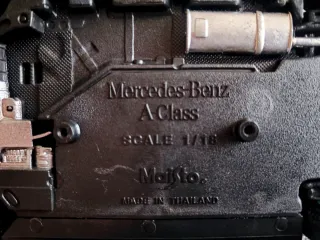 Mercedes-Benz
A Class
SCALE 1/18
Maisto.
MADE IN THAILAND